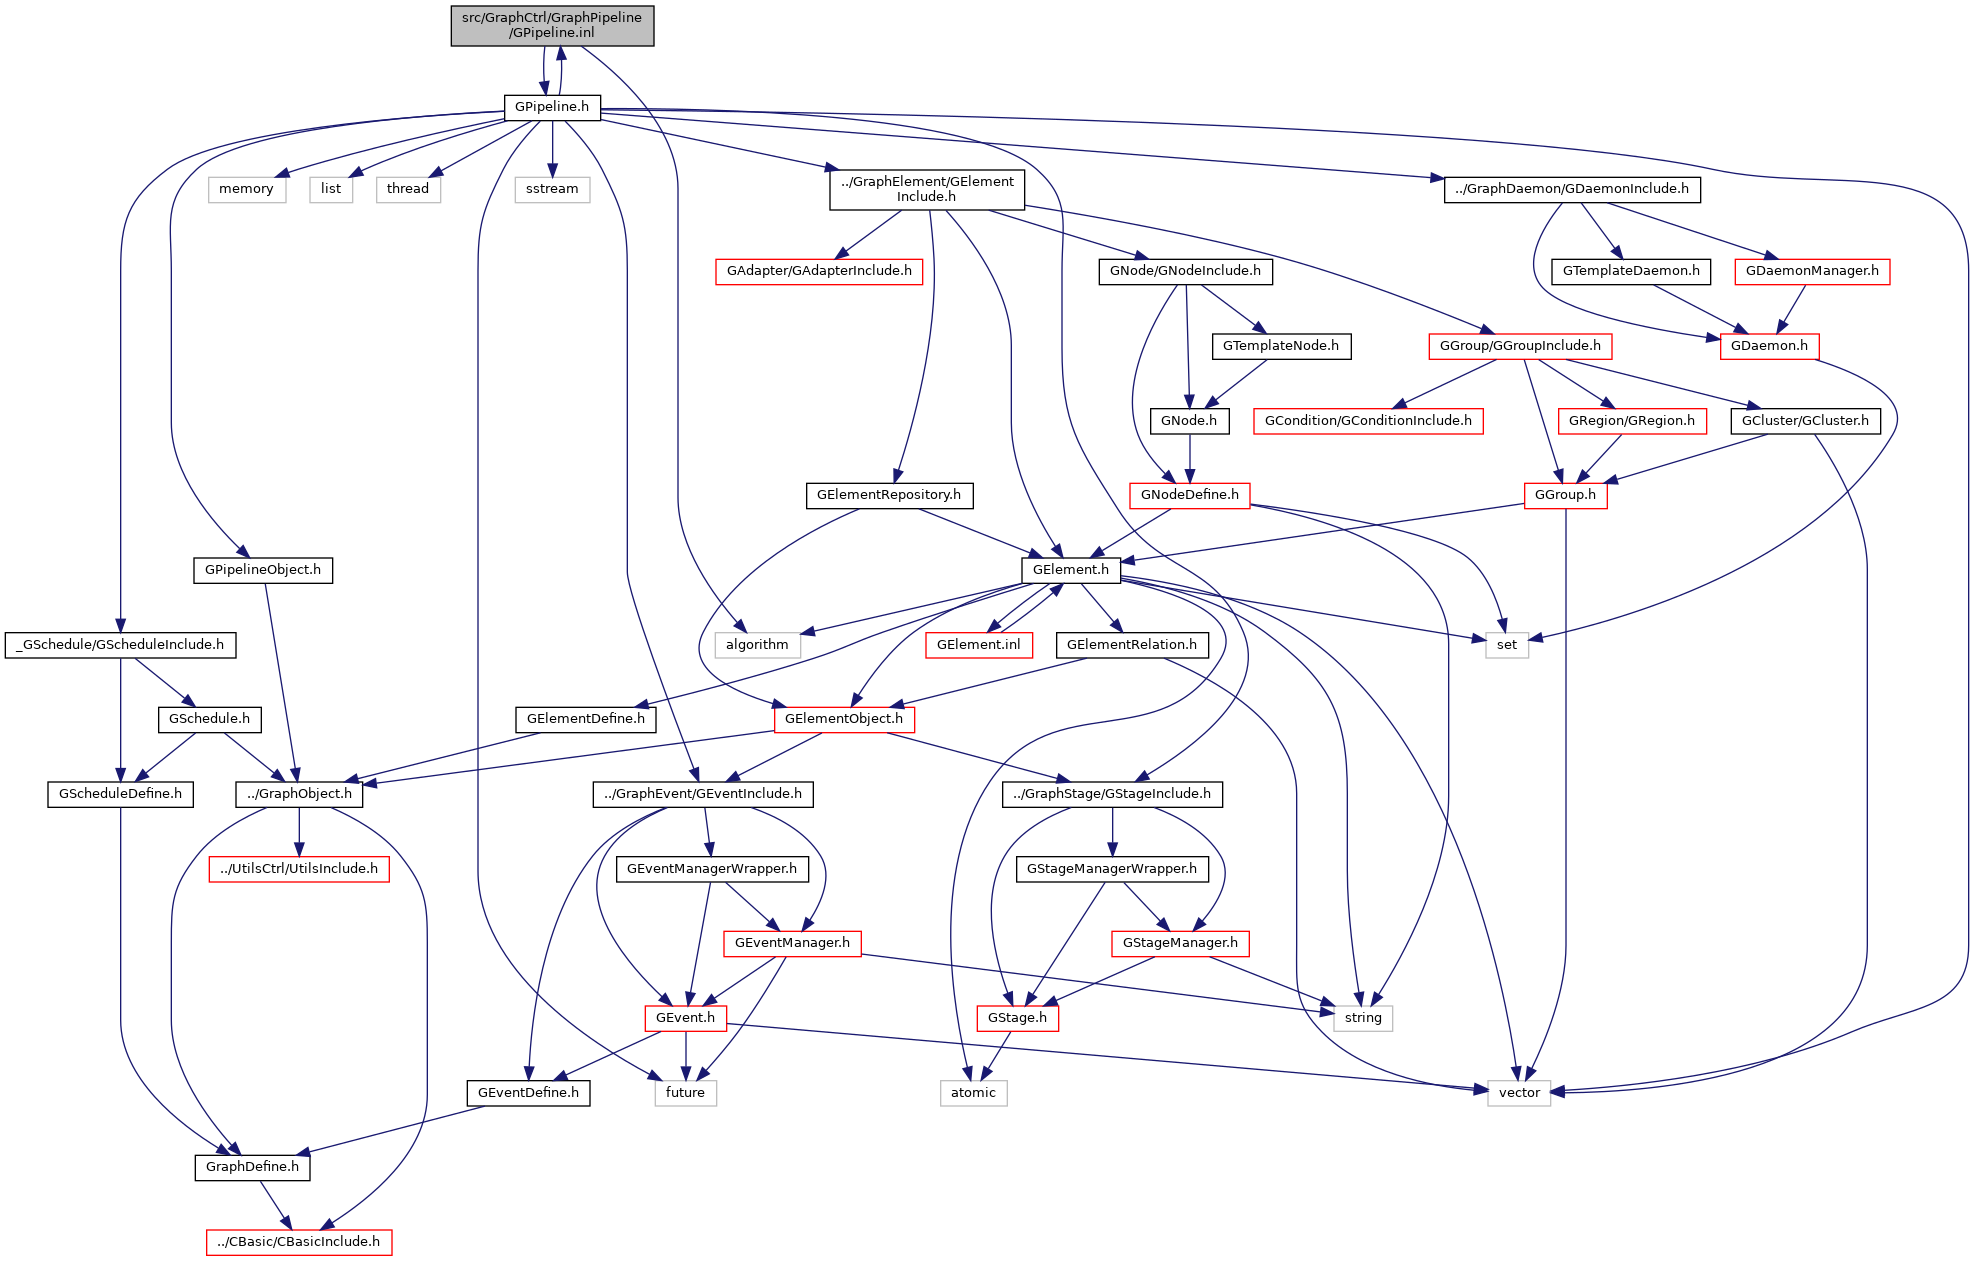 src/GraphCtrl/GraphPipeline
/GPipeline.inl
GPipeline.h
memory
list
thread
sstream
../GraphElement/GElement
Include.h
../GraphDaemon/GDaemonInclude.h
GAdapter/GAdapterInclude.h
GNode/GNodeInclude.h
GTemplateDaemon.h
GDaemonManager.h
GTemplateNode.h
GGroup/GGroupInclude.h
GDaemon.h
GNode.h
GCondition/GConditionInclude.h
GRegion/GRegion.h
GCluster/GCluster.h
GElementRepository.h
GNodeDefine.h
GGroup.h
GPipelineObject.h
GElement.h
_GSchedule/GScheduleInclude.h
algorithm
GElement.inl
GElementRelation.h
set
GSchedule.h
GElementDefine.h
GElementObject.h
GScheduleDefine.h
../GraphObject.h
../GraphEvent/GEventInclude.h
../GraphStage/GStageInclude.h
../UtilsCtrl/UtilsInclude.h
GEventManagerWrapper.h
GStageManagerWrapper.h
GEventManager.h
GStageManager.h
GEvent.h
GStage.h
string
GEventDefine.h
future
atomic
vector
GraphDefine.h
../CBasic/CBasicInclude.h